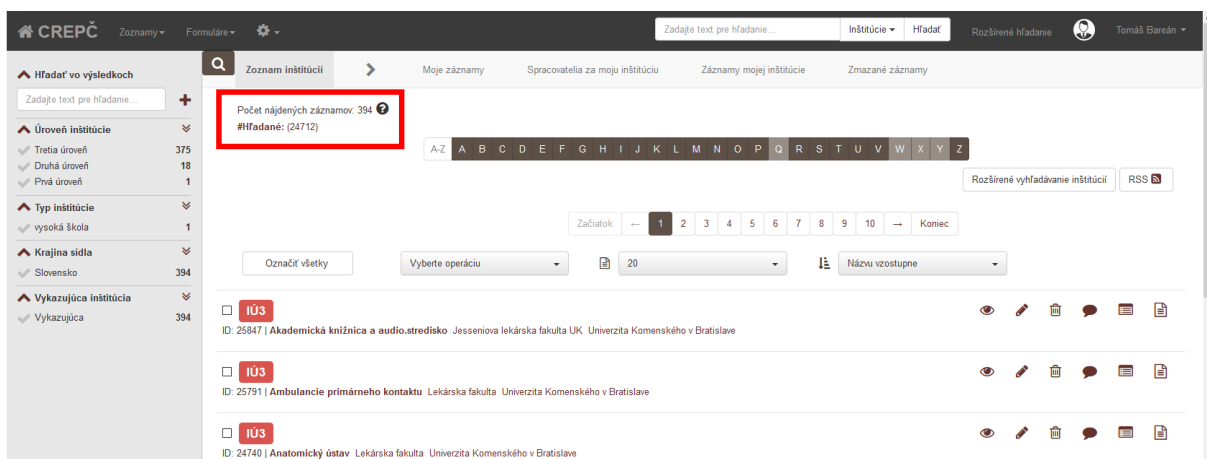 CREPČ Zoznamy Formuláre Zadajte text pre hľadanie... Inštitúcie Hľadať Rozšírené hľadanie Tomáš Bareán
Hľadať vo výsledkoch
Zadajte text pre hľadanie...
Úroveň inštitúcie
Tretia úroveň 375
Druhá úroveň 18
Prvá úroveň 1
Typ inštitúcie
vysoká škola 1
Krajina sídla
Slovensko 394
Vykazujúca inštitúcia
Vykazujúca 394
Zoznam inštitúcií Moje záznamy Spracovatelia za moju inštitúciu Záznamy mojej inštitúcie Zmazané záznamy
Počet nájdených záznamov: 394
#Hľadané: (24712)
A-Z A B C D E F G H I J K L M N O P Q R S T U V W X Y Z
Rozšírené vyhľadávanie inštitúcií RSS
Začiatok ← 1 2 3 4 5 6 7 8 9 10 → Koniec
Označiť všetky Vyberte operáciu 20 Názvu vzostupne
IÚ3
ID: 25847 | Akademická knižnica a audio.stredisko Jesseniova lekárska fakulta UK Univerzita Komenského v Bratislave
IÚ3
ID: 25791 | Ambulancie primárneho kontaktu Lekárska fakulta Univerzita Komenského v Bratislave
IÚ3
ID: 24740 | Anatomický ústav Lekárska fakulta Univerzita Komenského v Bratislave